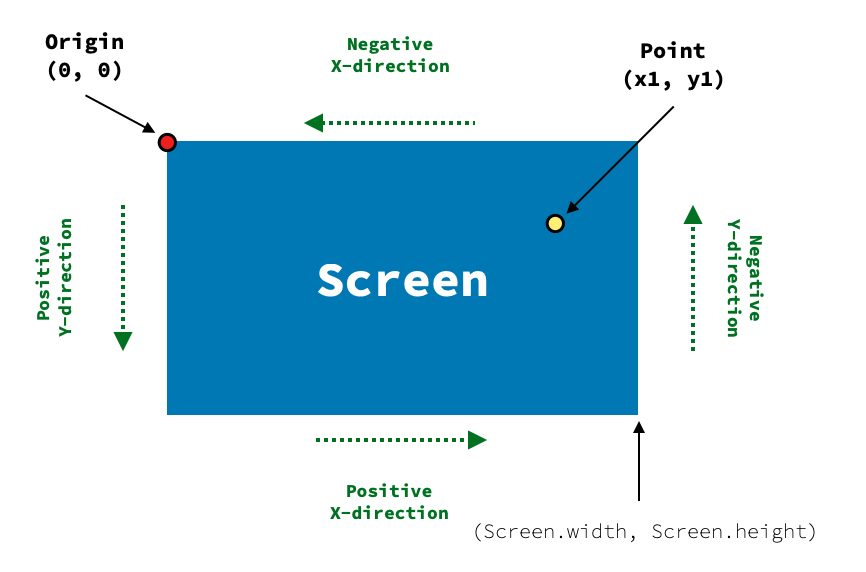 Origin
(0, 0)
Negative
X-direction
Point
(x1, y1)
Positive
Y-direction
Screen
Negative
Y-direction
Positive
X-direction
(Screen.width, Screen.height)